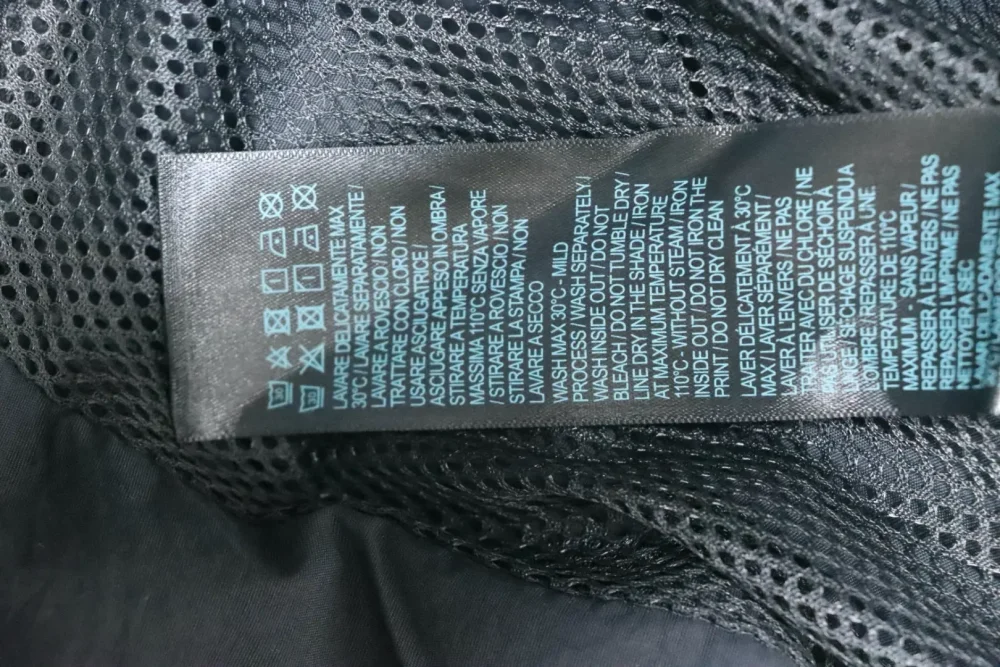 LAVARE DELICATAMENTE MAX
30°C / LAVARE SEPARATAMENTE /
LAVARE A ROVESCIO / NON
TRATTARE CON CLORO / NON
USARE ASCIUGATRICE /
ASCIUGARE APPESO IN OMBRA /
STIRARE A TEMPERATURA
MASSIMA 110°C SENZA VAPORE
/ STIRARE A ROVESCIO / NON
STIRARE LA STAMPA / NON
LAVARE A SECCO
WASH MAX 30°C - MILD
PROCESS / WASH SEPARATELY /
WASH INSIDE OUT / DO NOT
BLEACH / DO NOT TUMBLE DRY /
LINE DRY IN THE SHADE / IRON
AT MAXIMUM TEMPERATURE
110°C - WITHOUT STEAM / IRON
INSIDE OUT / DO NOT IRON THE
PRINT / DO NOT DRY CLEAN
LAVER DÉLICATEMENT À 30°C
MAX / LAVER SEPARÉMENT /
LAVER À L'ENVERS / NE PAS
TRAITER AVEC DU CHLORE / NE
PAS USER DE SÉCHOIR À
LINGE / SÉCHAGE SUSPENDU A
L'OMBRE / REPASSER À UNE
TEMPÉRATURE DE 110°C
MAXIMUM - SANS VAPEUR /
REPASSER À L'ENVERS / NE PAS
REPASSER L'IMPRIMÉ / NE PAS
NETTOYER À SEC
MAX